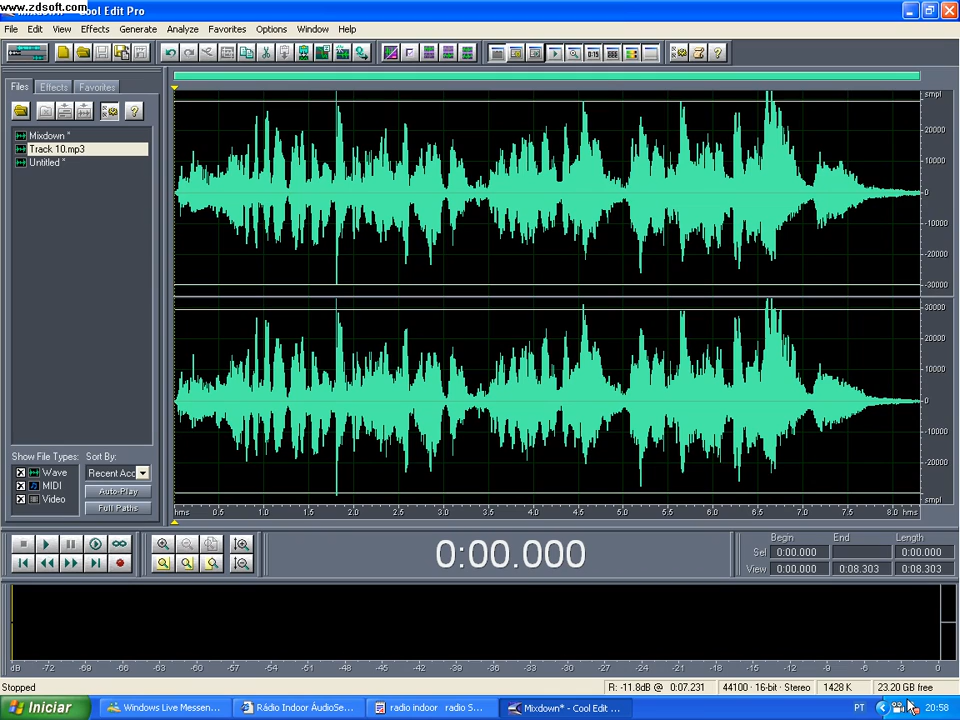 www.zdsoft.com
Cool Edit Pro
File Edit View Effects Generate Analyze Favorites Options Window Help
Files Effects Favorites
Mixdown *
Track 10.mp3
Untitled *
Show File Types: Sort By:
Wave
MIDI
Video
Recent Acc
Auto-Play
Full Paths
smpl
20000
10000
0
-10000
-20000
-30000
30000
20000
10000
0
-10000
-20000
smpl
hms 0.5 1.0 1.5 2.0 2.5 3.0 3.5 4.0 4.5 5.0 5.5 6.0 6.5 7.0 7.5 8.0 hms
0:00.000
Begin End Length
Sel 0:00.000 0:00.000
View 0:00.000 0:08.303 0:08.303
dB -72 -69 -66 -63 -60 -57 -54 -51 -48 -45 -42 -39 -36 -33 -30 -27 -24 -21 -18 -15 -12 -9 -6 -3 0
Stopped R: -11.8dB @ 0:07.231 44100 · 16-bit · Stereo 1428 K 23.20 GB free
Iniciar Windows Live Messen... Rádio Indoor ÁudioSe... radio indoor radio S... Mixdown* - Cool Edit ... PT 20:58